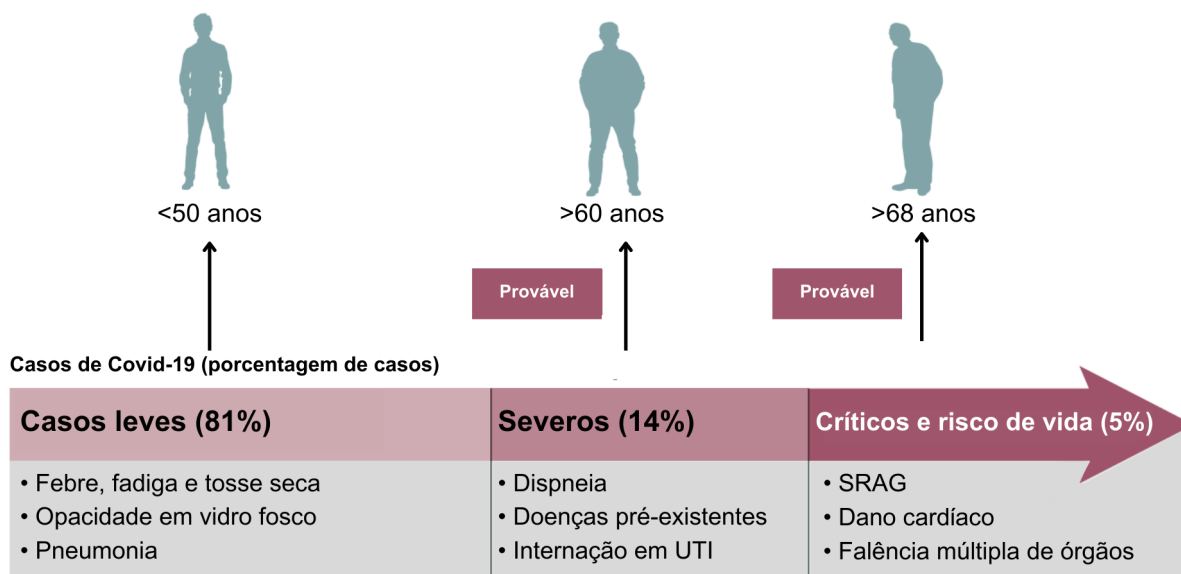 <50 anos
>60 anos
>68 anos
Provável
Provável
Casos de Covid-19 (porcentagem de casos)
Casos leves (81%)
Severos (14%)
Críticos e risco de vida (5%)
• Febre, fadiga e tosse seca
• Opacidade em vidro fosco
• Pneumonia
• Dispneia
• Doenças pré-existentes
• Internação em UTI
• SRAG
• Dano cardíaco
• Falência múltipla de órgãos